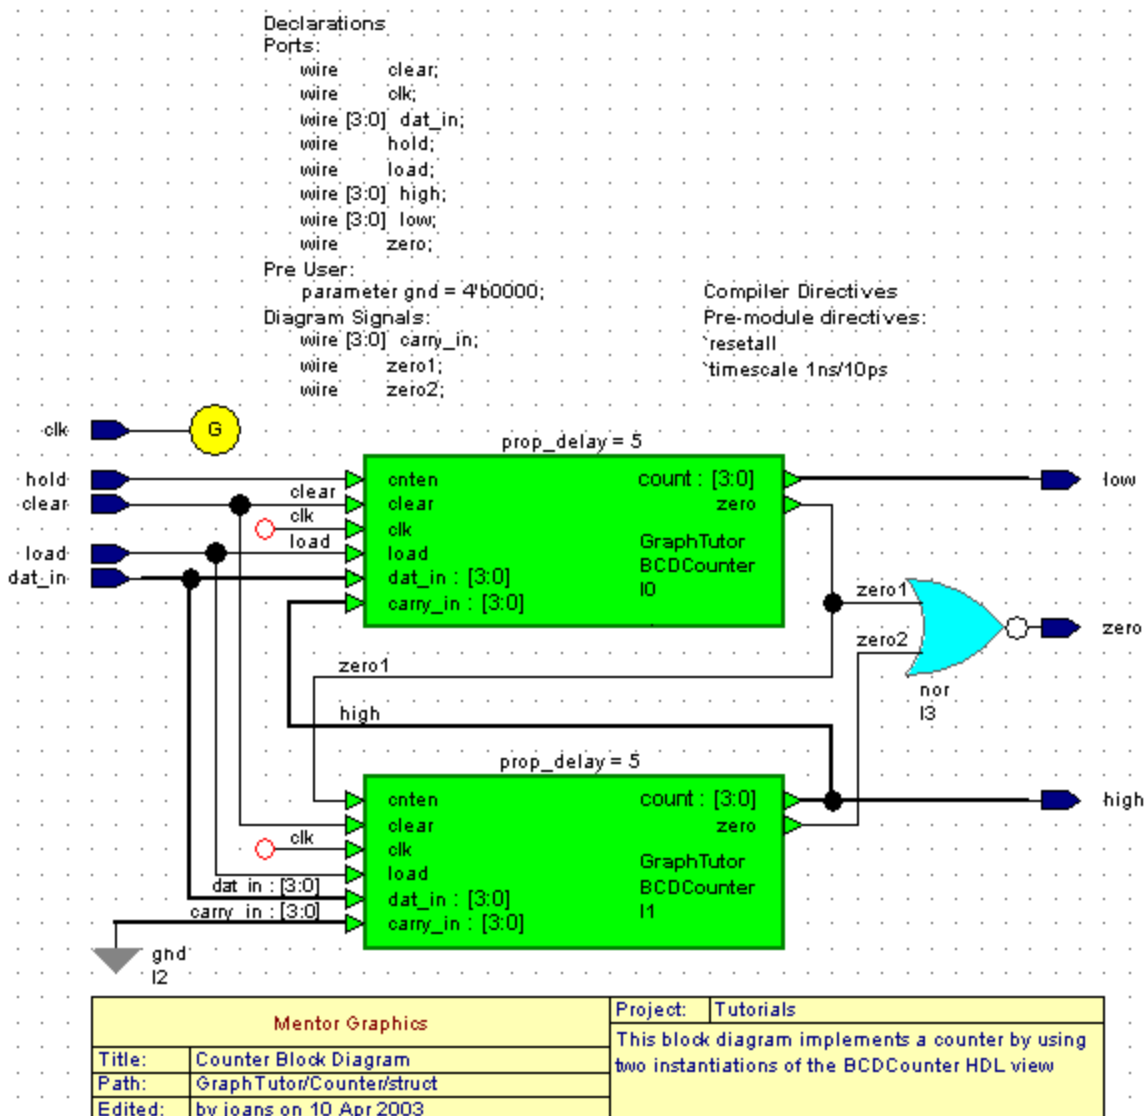 Declarations
Ports:
wire clear;
wire clk;
wire [3:0] dat_in;
wire hold;
wire load;
wire [3:0] high;
wire [3:0] low;
wire zero;
Pre User:
parameter gnd = 4'b0000;
Diagram Signals:
wire [3:0] carry_in;
wire zero1;
wire zero2;
Compiler Directives
Pre-module directives:
`resetall
`timescale 1ns/10ps
clk
G
hold
clear
load
dat_in
prop_delay = 5
clear
clk
load
cnten
clear
clk
load
dat_in : [3:0]
carry_in : [3:0]
count : [3:0]
zero
GraphTutor
BCDCounter
I0
low
zero1
zero2
nor
I3
zero
zero1
high
prop_delay = 5
clk
dat_in : [3:0]
carry_in : [3:0]
cnten
clear
clk
load
dat_in : [3:0]
carry_in : [3:0]
count : [3:0]
zero
GraphTutor
BCDCounter
I1
high
gnd
I2
Mentor Graphics
Title: Counter Block Diagram
Path: GraphTutor/Counter/struct
Edited: by joans on 10 Apr 2003
Project: Tutorials
This block diagram implements a counter by using
two instantiations of the BCDCounter HDL view